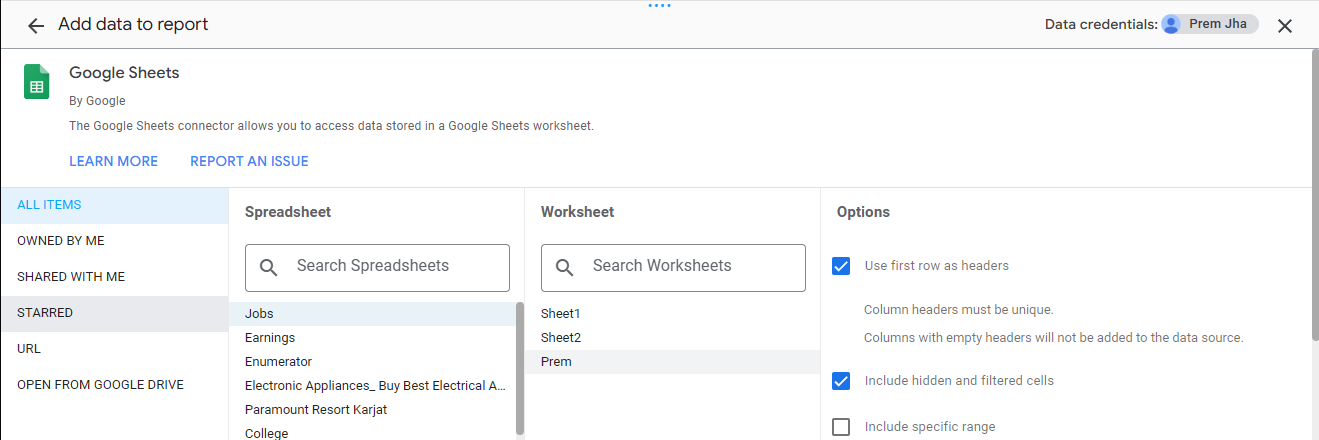 Add data to report
Data credentials: Prem Jha
Google Sheets
By Google
The Google Sheets connector allows you to access data stored in a Google Sheets worksheet.
LEARN MORE REPORT AN ISSUE
ALL ITEMS
OWNED BY ME
SHARED WITH ME
STARRED
URL
OPEN FROM GOOGLE DRIVE
Spreadsheet
Search Spreadsheets
Jobs
Earnings
Enumerator
Electronic Appliances_ Buy Best Electrical A...
Paramount Resort Karjat
College
Worksheet
Search Worksheets
Sheet1
Sheet2
Prem
Options
Use first row as headers
Column headers must be unique.
Columns with empty headers will not be added to the data source.
Include hidden and filtered cells
Include specific range